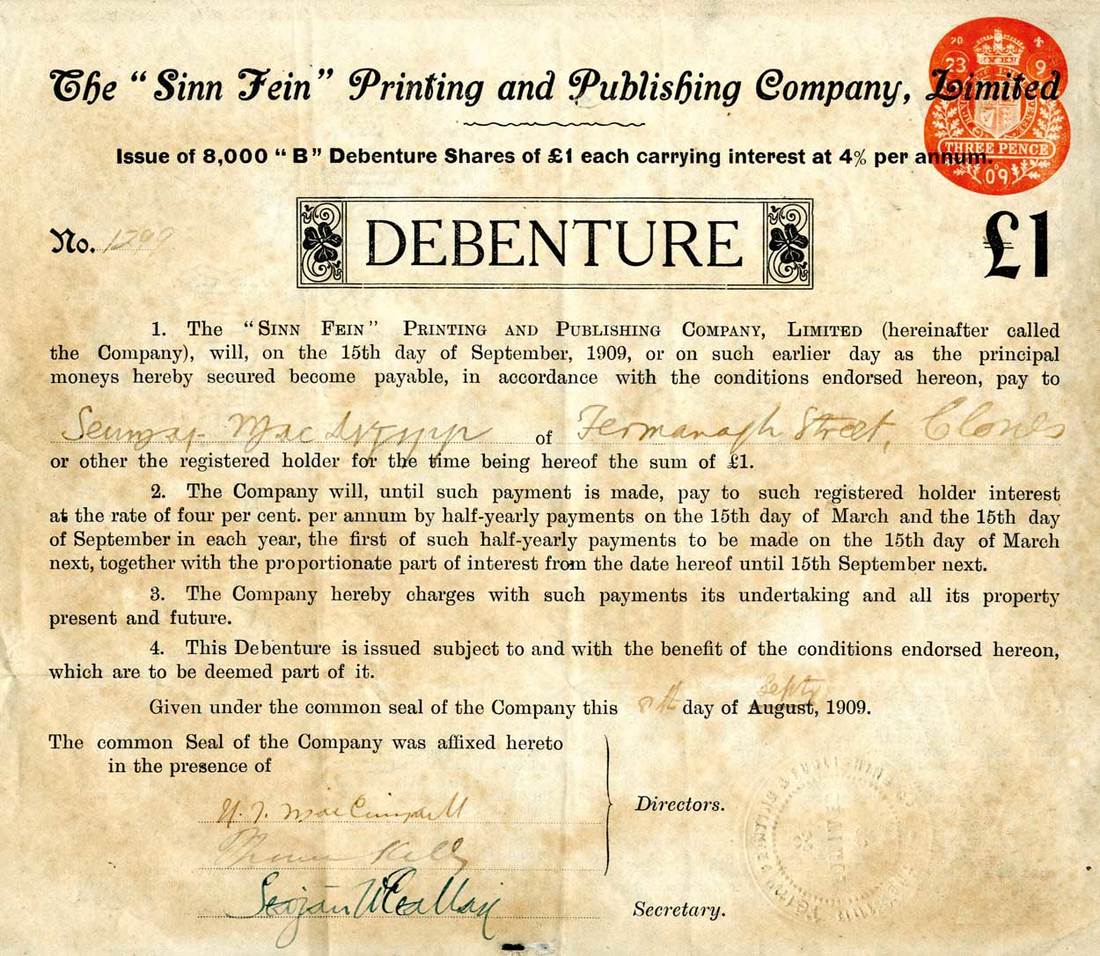 The "Sinn Fein" Printing and Publishing Company, Limited
23 9
THREE PENCE
09
Issue of 8,000 "B" Debenture Shares of £1 each carrying interest at 4% per annum.
No.
DEBENTURE
£1
1. The "Sinn Fein" Printing and Publishing Company, Limited (hereinafter called
the Company), will, on the 15th day of September, 1909, or on such earlier day as the principal
moneys hereby secured become payable, in accordance with the conditions endorsed hereon, pay to
Mac of Fermanagh Street, Clones
or other the registered holder for the time being hereof the sum of £1.
2. The Company will, until such payment is made, pay to such registered holder interest
at the rate of four per cent. per annum by half-yearly payments on the 15th day of March and the 15th day
of September in each year, the first of such half-yearly payments to be made on the 15th day of March
next, together with the proportionate part of interest from the date hereof until 15th September next.
3. The Company hereby charges with such payments its undertaking and all its property
present and future.
4. This Debenture is issued subject to and with the benefit of the conditions endorsed hereon,
which are to be deemed part of it.
Given under the common seal of the Company this 8th day of August, Septr 1909.
The common Seal of the Company was affixed hereto
in the presence of
Directors.
Kelly
Secretary.